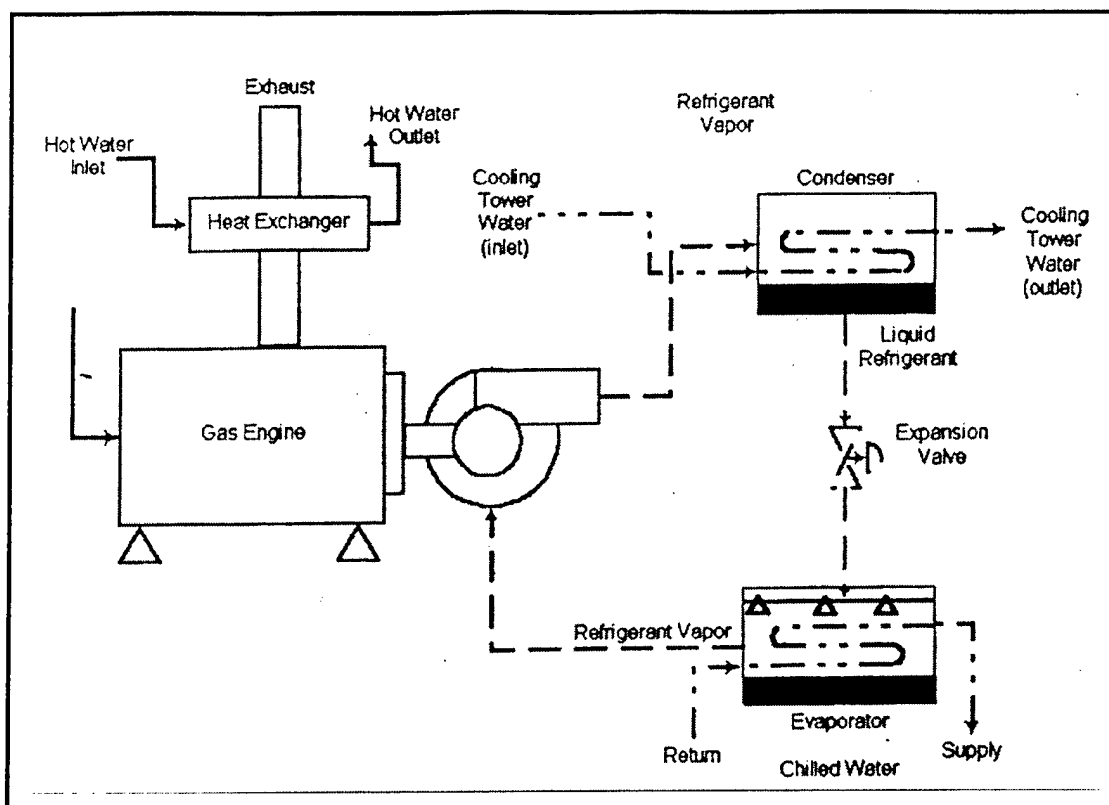 Exhaust
Hot Water
Inlet
Hot Water
Outlet
Heat Exchanger
Refrigerant
Vapor
Cooling
Tower
Water
(inlet)
Condenser
Cooling
Tower
Water
(outlet)
Liquid
Refrigerant
Gas Engine
Expansion
Valve
Refrigerant Vapor
Evaporator
Return
Supply
Chilled Water